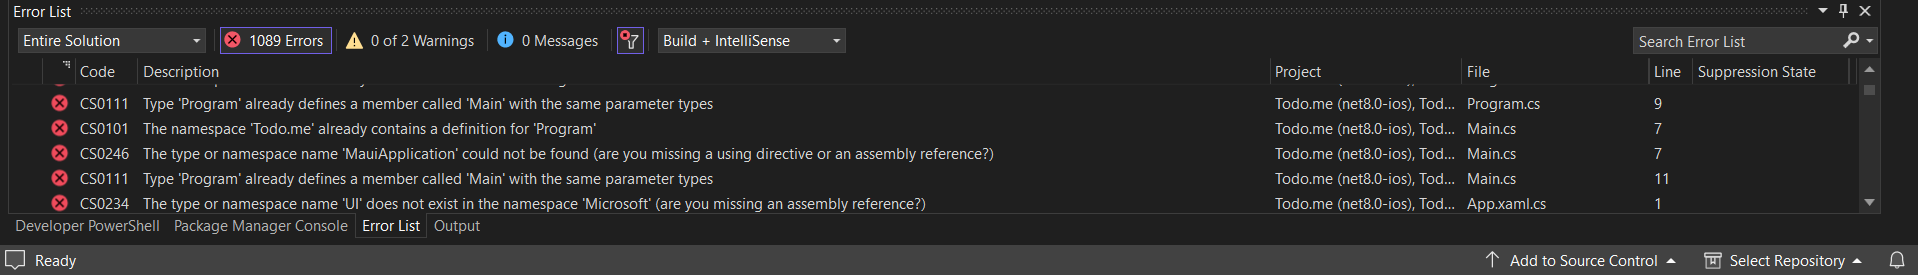 Error List
Entire Solution 1089 Errors 0 of 2 Warnings 0 Messages Build + IntelliSense Search Error List
Code Description Project File Line Suppression State
CS0111 Type 'Program' already defines a member called 'Main' with the same parameter types Todo.me (net8.0-ios), Tod... Program.cs 9
CS0101 The namespace 'Todo.me' already contains a definition for 'Program' Todo.me (net8.0-ios), Tod... Main.cs 7
CS0246 The type or namespace name 'MauiApplication' could not be found (are you missing a using directive or an assembly reference?) Todo.me (net8.0-ios), Tod... Main.cs 7
CS0111 Type 'Program' already defines a member called 'Main' with the same parameter types Todo.me (net8.0-ios), Tod... Main.cs 11
CS0234 The type or namespace name 'UI' does not exist in the namespace 'Microsoft' (are you missing an assembly reference?) Todo.me (net8.0-ios), Tod... App.xaml.cs 1
Developer PowerShell Package Manager Console Error List Output
Ready Add to Source Control Select Repository